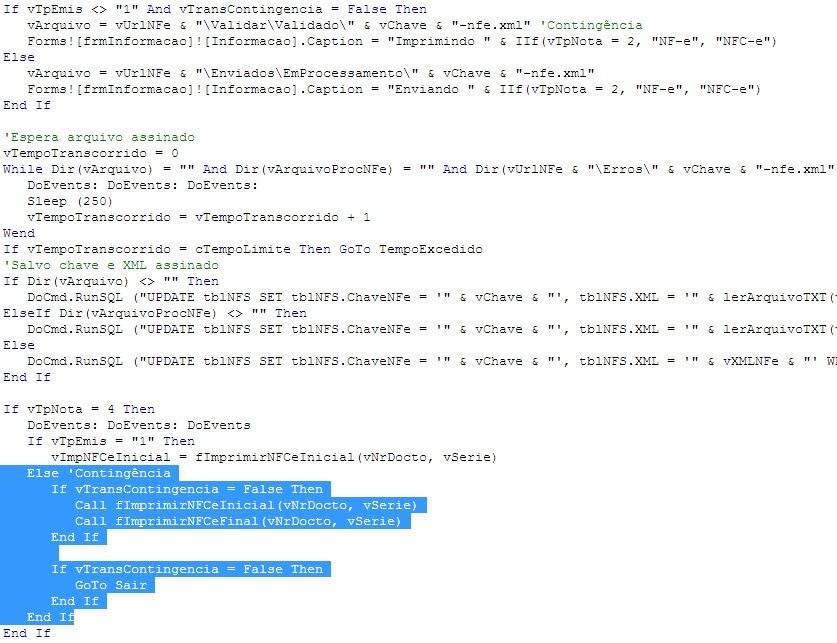 If vTpEmis <> "1" And vTransContingencia = False Then
   vArquivo = vUrlNFe & "\Validar\Validado\" & vChave & "-nfe.xml" 'Contingência
   Forms![frmInformacao]![Informacao].Caption = "Imprimindo " & IIf(vTpNota = 2, "NF-e", "NFC-e")
Else
   vArquivo = vUrlNFe & "\Enviados\EmProcessamento\" & vChave & "-nfe.xml"
   Forms![frmInformacao]![Informacao].Caption = "Enviando " & IIf(vTpNota = 2, "NF-e", "NFC-e")
End If

'Espera arquivo assinado
vTempoTranscorrido = 0
While Dir(vArquivo) = "" And Dir(vArquivoProcNFe) = "" And Dir(vUrlNFe & "\Erros\" & vChave & "-nfe.xml"
   DoEvents: DoEvents: DoEvents:
   Sleep (250)
   vTempoTranscorrido = vTempoTranscorrido + 1
Wend
If vTempoTranscorrido = cTempoLimite Then GoTo TempoExcedido
'Salvo chave e XML assinado
If Dir(vArquivo) <> "" Then
   DoCmd.RunSQL ("UPDATE tblNFS SET tblNFS.ChaveNFe = '" & vChave & "', tblNFS.XML = '" & lerArquivoTXT(
ElseIf Dir(vArquivoProcNFe) <> "" Then
   DoCmd.RunSQL ("UPDATE tblNFS SET tblNFS.ChaveNFe = '" & vChave & "', tblNFS.XML = '" & lerArquivoTXT(
Else
   DoCmd.RunSQL ("UPDATE tblNFS SET tblNFS.ChaveNFe = '" & vChave & "', tblNFS.XML = '" & vXMLNFe & "'
End If

If vTpNota = 4 Then
   DoEvents: DoEvents: DoEvents
   If vTpEmis = "1" Then
      vImpNFCeInicial = fImprimirNFCeInicial(vNrDocto, vSerie)
   Else 'Contingência
      If vTransContingencia = False Then
         Call fImprimirNFCeInicial(vNrDocto, vSerie)
         Call fImprimirNFCeFinal(vNrDocto, vSerie)
      End If

      If vTransContingencia = False Then
         GoTo Sair
      End If
   End If
End If